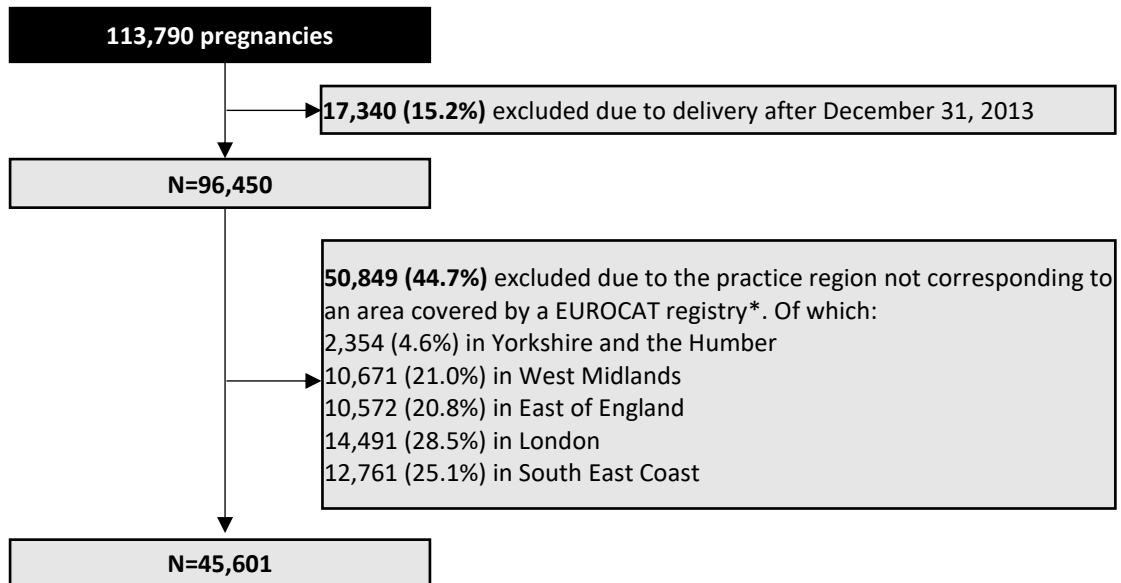 113,790 pregnancies
17,340 (15.2%) excluded due to delivery after December 31, 2013
N=96,450
50,849 (44.7%) excluded due to the practice region not corresponding to
an area covered by a EUROCAT registry*. Of which:
2,354 (4.6%) in Yorkshire and the Humber
10,671 (21.0%) in West Midlands
10,572 (20.8%) in East of England
14,491 (28.5%) in London
12,761 (25.1%) in South East Coast
N=45,601